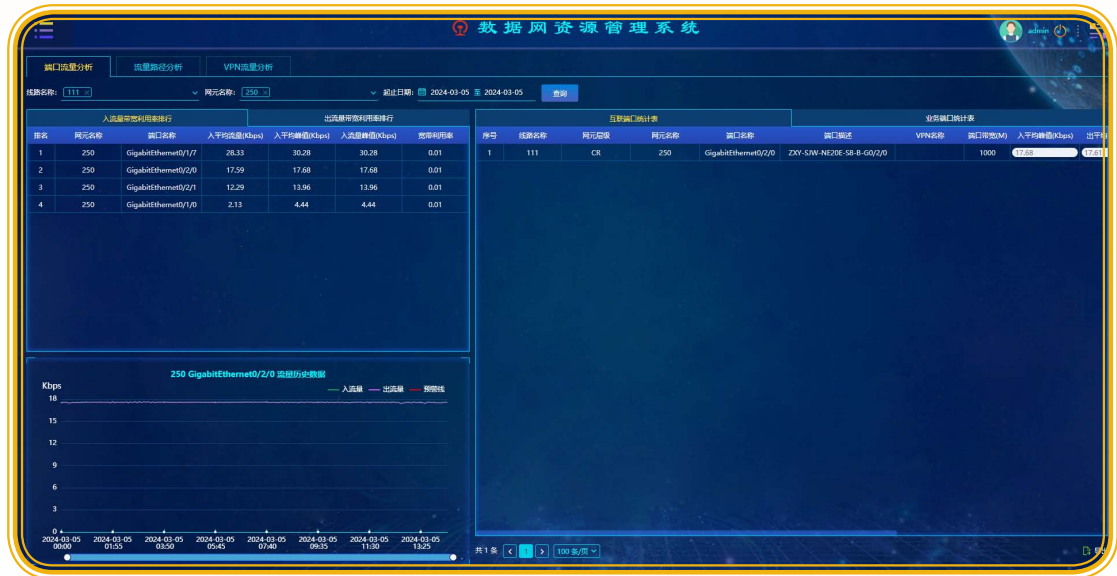 数据网资源管理系统
admin
端口流量分析 流量路径分析 VPN流量分析
线路名称: 111 × 网元名称: 250 × 起止日期: 2024-03-05 至 2024-03-05 查询
入流量带宽利用率排行 出流量带宽利用率排行
排名 网元名称 端口名称 入平均流量(Kbps) 入平均峰值(Kbps) 入流量峰值(Kbps) 宽带利用率
1 250 GigabitEthernet0/1/7 28.33 30.28 30.28 0.01
2 250 GigabitEthernet0/2/0 17.59 17.68 17.68 0.01
3 250 GigabitEthernet0/2/1 12.29 13.96 13.96 0.01
4 250 GigabitEthernet0/1/0 2.13 4.44 4.44 0.01
互联端口统计表 业务端口统计表
序号 线路名称 网元层级 网元名称 端口名称 端口描述 VPN名称 端口带宽(M) 入平均峰值(Kbps) 出平均
1 111 CR 250 GigabitEthernet0/2/0 ZXY-SJW-NE20E-S8-B-G0/2/0 1000 17.68 17.61
250 GigabitEthernet0/2/0 流量历史数据
Kbps
入流量 出流量 预警线
18
15
12
9
6
3
0
2024-03-05 00:00
2024-03-05 01:55
2024-03-05 03:50
2024-03-05 05:45
2024-03-05 07:40
2024-03-05 09:35
2024-03-05 11:30
2024-03-05 13:25
共 1 条 1 100 条/页